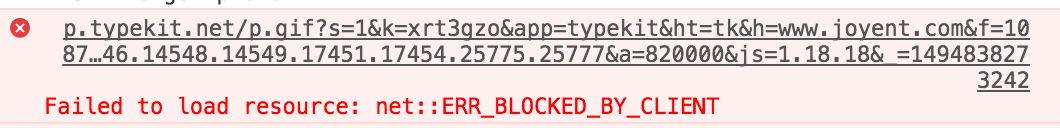 p.typekit.net/p.gif?s=1&k=xrt3gzo&app=typekit&ht=tk&h=www.joyent.com&f=10
87…46.14548.14549.17451.17454.25775.25777&a=820000&js=1.18.18&_=149483827
3242
Failed to load resource: net::ERR_BLOCKED_BY_CLIENT